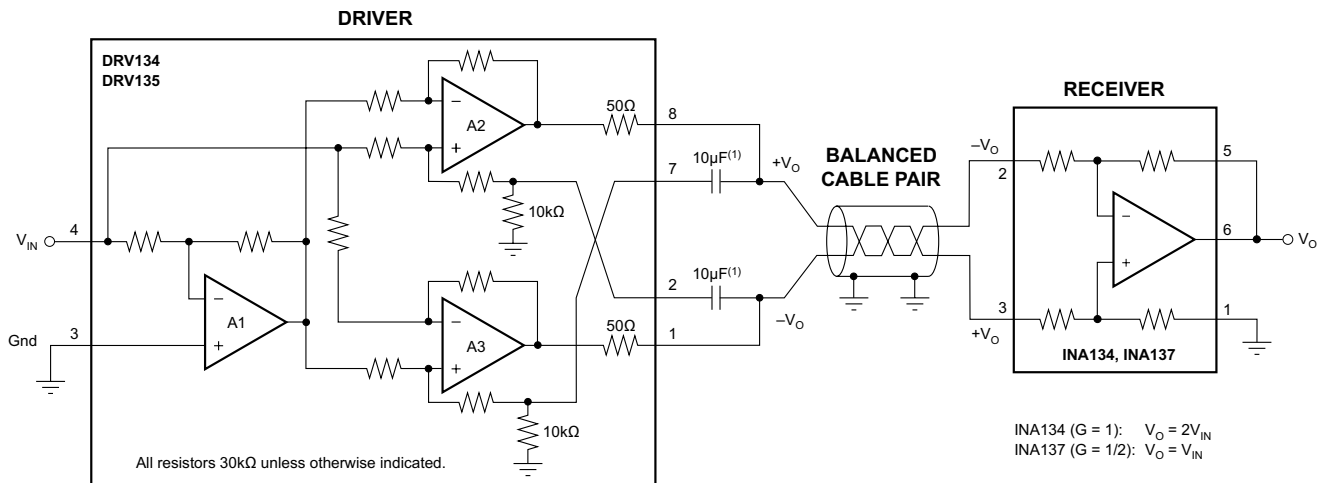 DRIVER
DRV134
DRV135
A2
50Ω
8
RECEIVER
10µF(1)
7
+VO
BALANCED
CABLE PAIR
−VO
2
5
10kΩ
VIN
4
6
VO
10µF(1)
2
A1
Gnd
3
A3
50Ω
−VO
1
3
+VO
1
INA134, INA137
10kΩ
All resistors 30kΩ unless otherwise indicated.
INA134 (G = 1): VO = 2VIN
INA137 (G = 1/2): VO = VIN
−
+
−
+
−
+
−
+